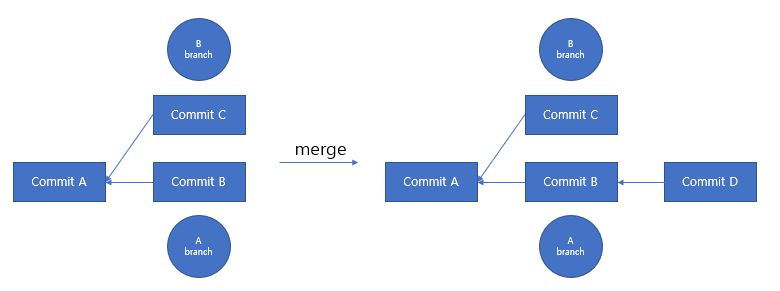 B
branch
Commit C
Commit A
Commit B
A
branch
merge
B
branch
Commit C
Commit A
Commit B
Commit D
A
branch